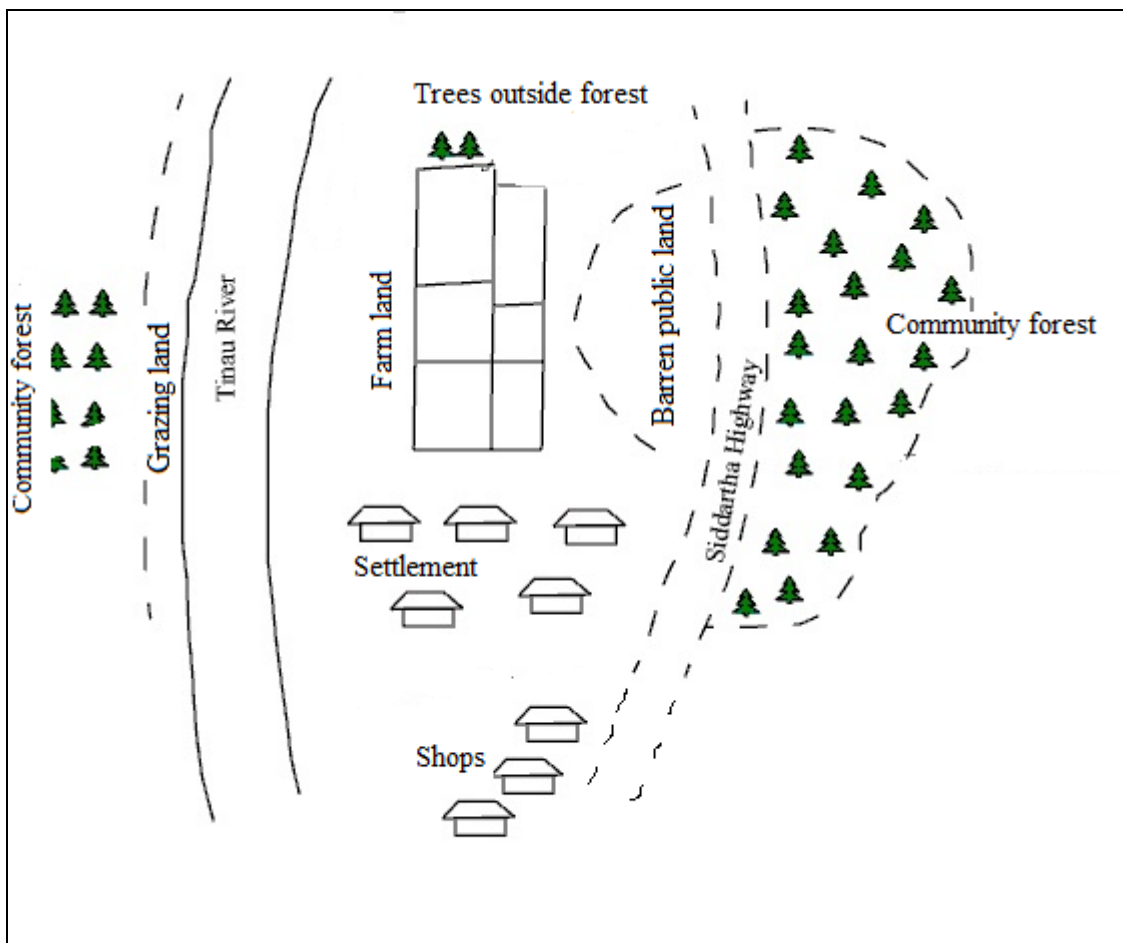 Trees outside forest
Community forest
Grazing land
Tinau River
Farm land
Barren public land
Siddartha Highway
Community forest
Settlement
Shops